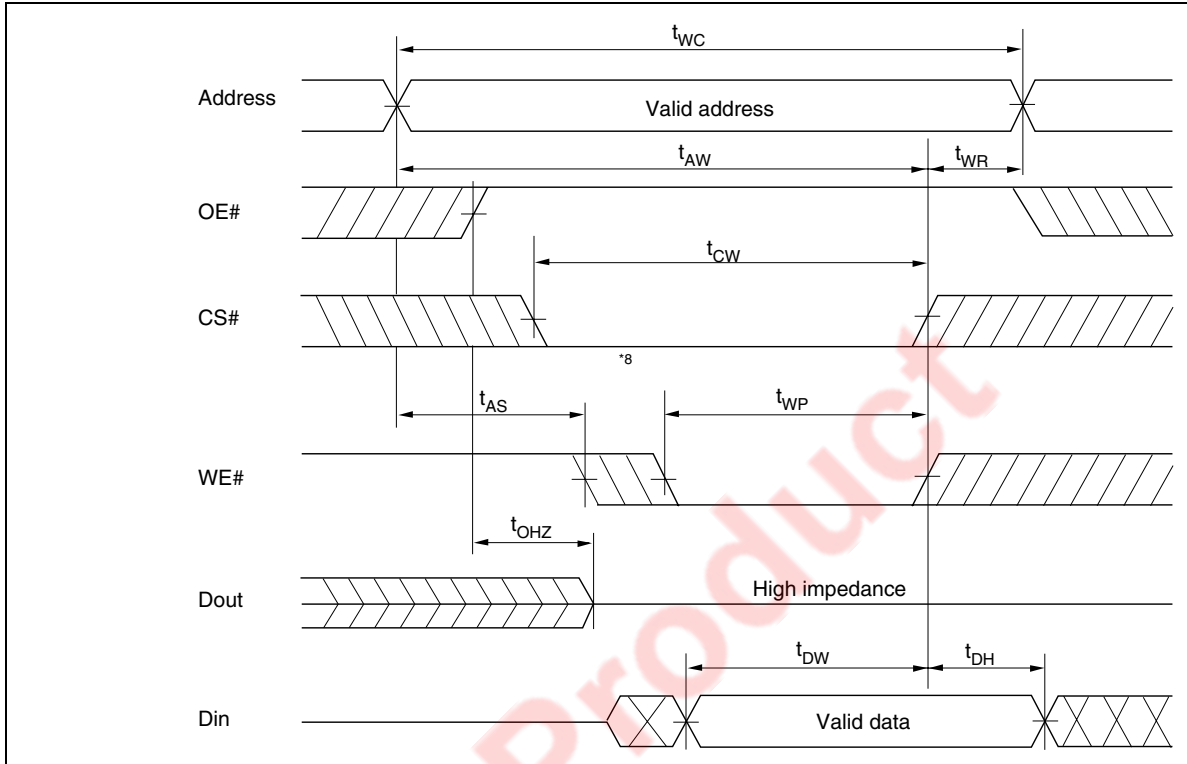 tWC
Address
Valid address
tAW
tWR
OE#
tCW
CS#
*8
tAS
tWP
WE#
tOHZ
Dout
High impedance
tDW
tDH
Din
Valid data
Product